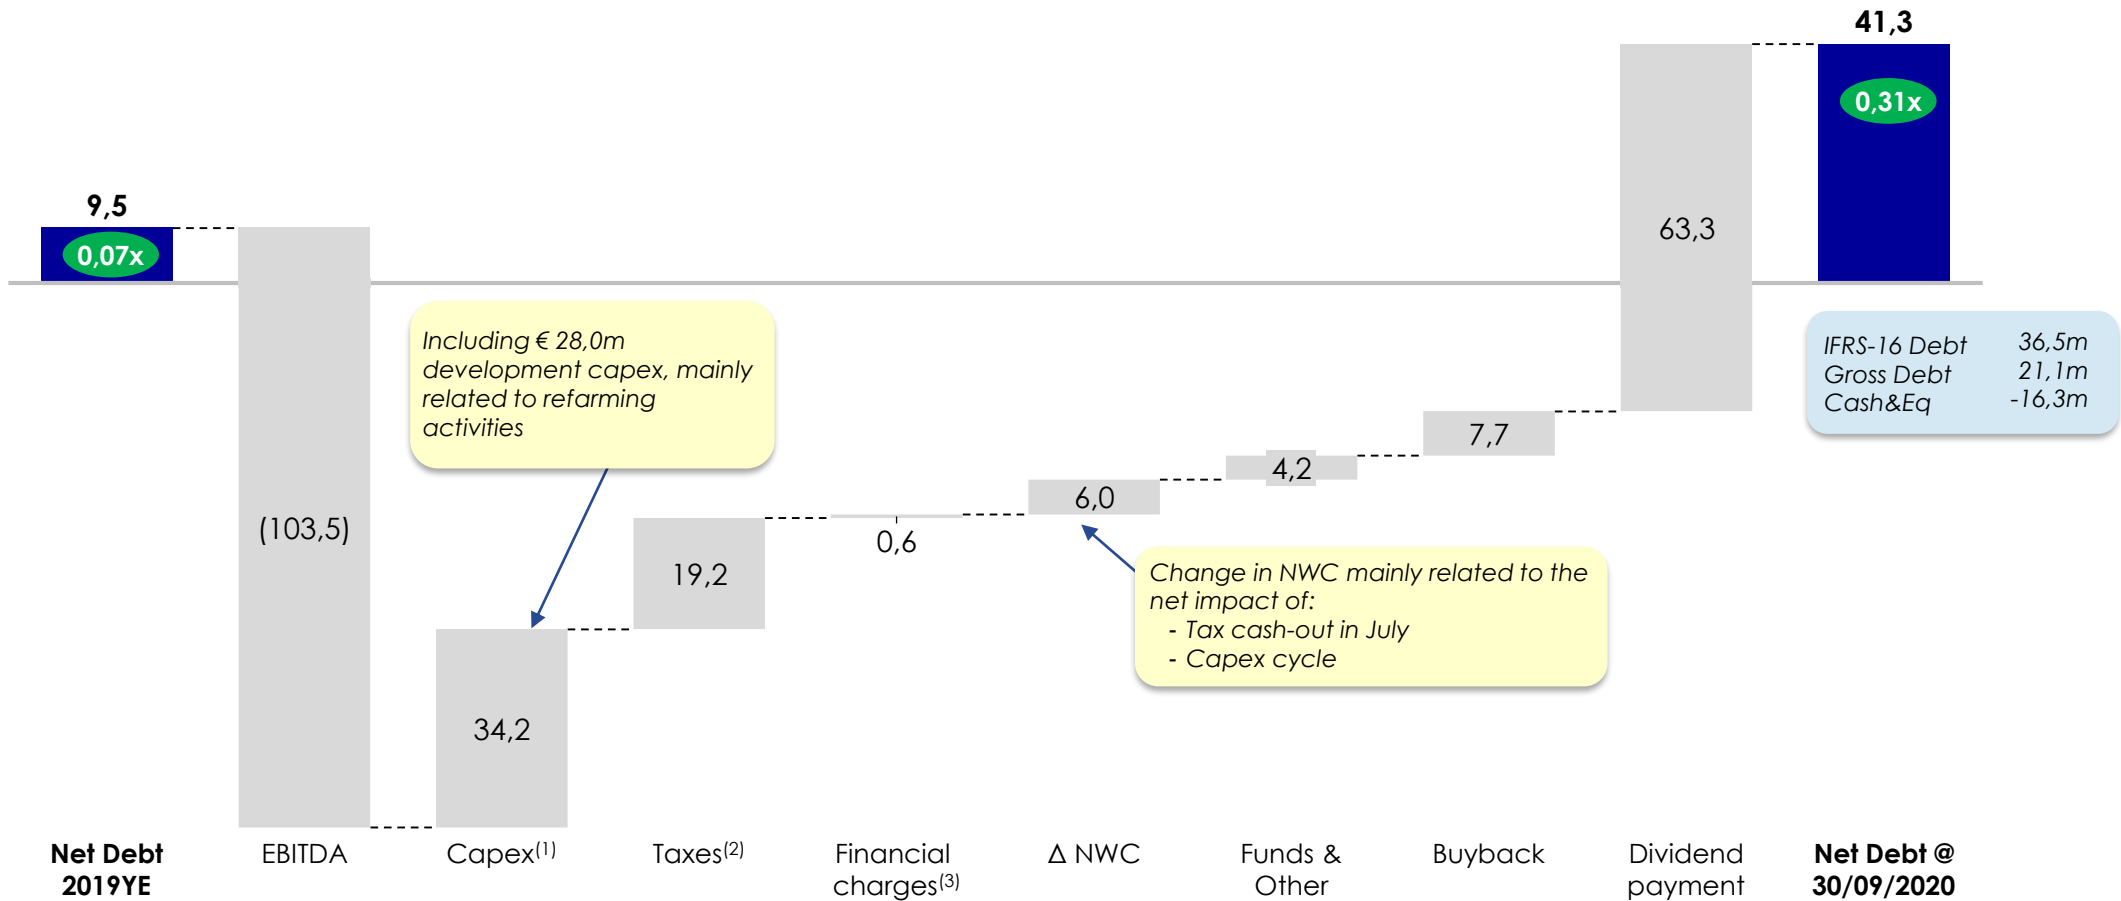 41,3
0,31x
9,5
0,07x
63,3
Including € 28,0m
development capex, mainly
related to refarming
activities
IFRS-16 Debt 36,5m
Gross Debt 21,1m
Cash&Eq -16,3m
7,7
4,2
6,0
(103,5)
0,6
19,2
Change in NWC mainly related to the
net impact of:
- Tax cash-out in July
- Capex cycle
34,2
Net Debt
2019YE
EBITDA
Capex(1)
Taxes(2)
Financial
charges(3)
Δ NWC
Funds &
Other
Buyback
Dividend
payment
Net Debt @
30/09/2020